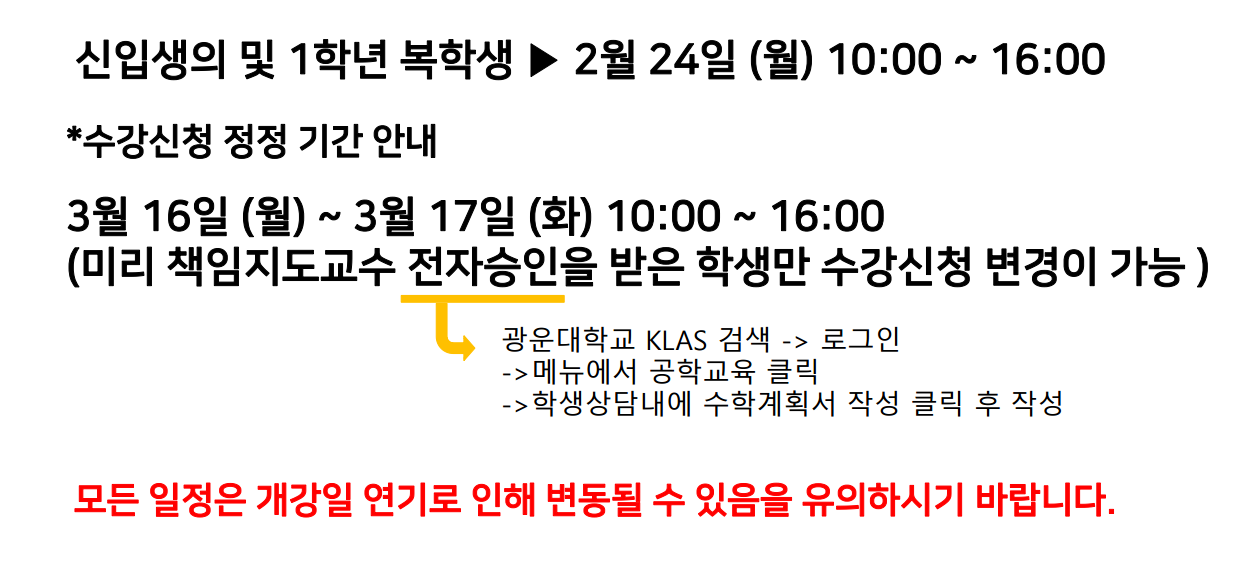 신입생의 및 1학년 복학생 ▶ 2월 24일 (월) 10:00 ~ 16:00
*수강신청 정정 기간 안내
3월 16일 (월) ~ 3월 17일 (화) 10:00 ~ 16:00
(미리 책임지도교수 전자승인을 받은 학생만 수강신청 변경이 가능 )
광운대학교 KLAS 검색 -> 로그인
->메뉴에서 공학교육 클릭
->학생상담내에 수학계획서 작성 클릭 후 작성
모든 일정은 개강일 연기로 인해 변동될 수 있음을 유의하시기 바랍니다.